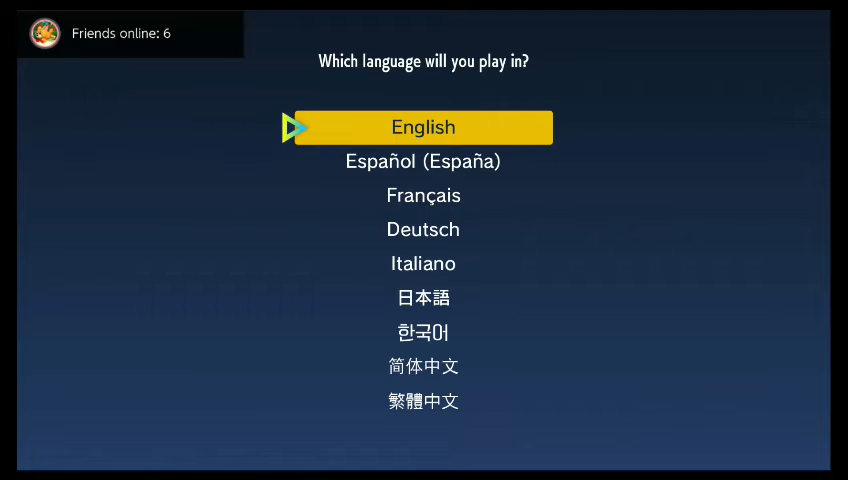 Friends online: 6
Which language will you play in?
English
Español (España)
Français
Deutsch
Italiano
日本語
한국어
简体中文
繁體中文